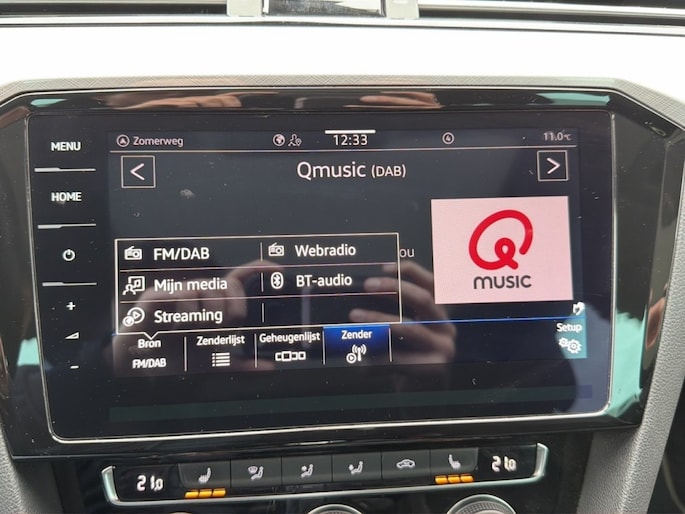 MENU
HOME
+
-
Zomerweg
12:33
4
11.0°C
<
Qmusic (DAB)
>
ou
FM/DAB
Webradio
Mijn media
BT-audio
Streaming
Q
MUSIC
Bron
FM/DAB
Zenderlijst
Geheugenlijst
Zender
Setup
21.0
21.0